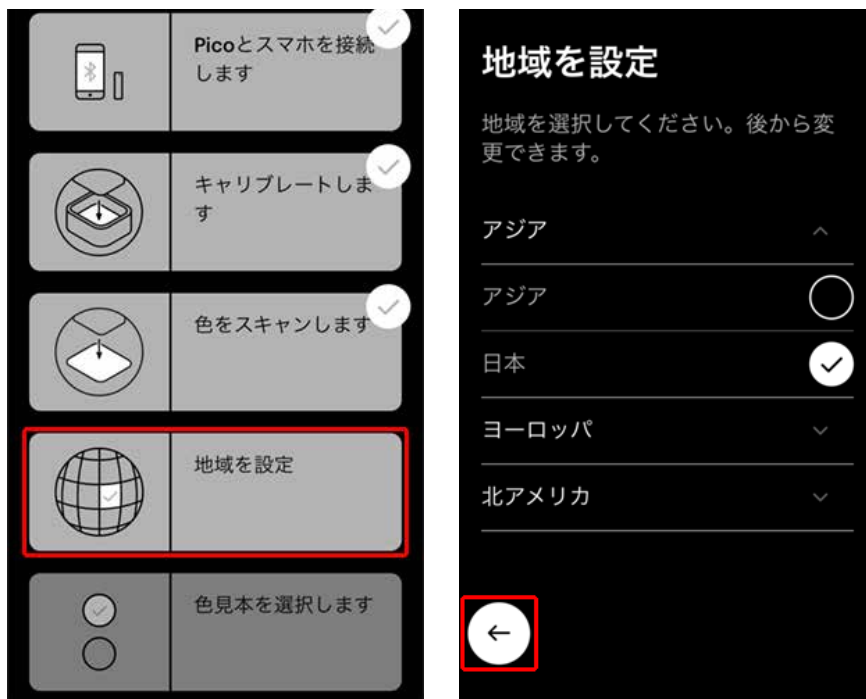 Picoとスマホを接続
します
キャリブレートしま
す
色をスキャンします
地域を設定
色見本を選択します
地域を設定
地域を選択してください。後から変
更できます。
アジア
アジア
日本
ヨーロッパ
北アメリカ